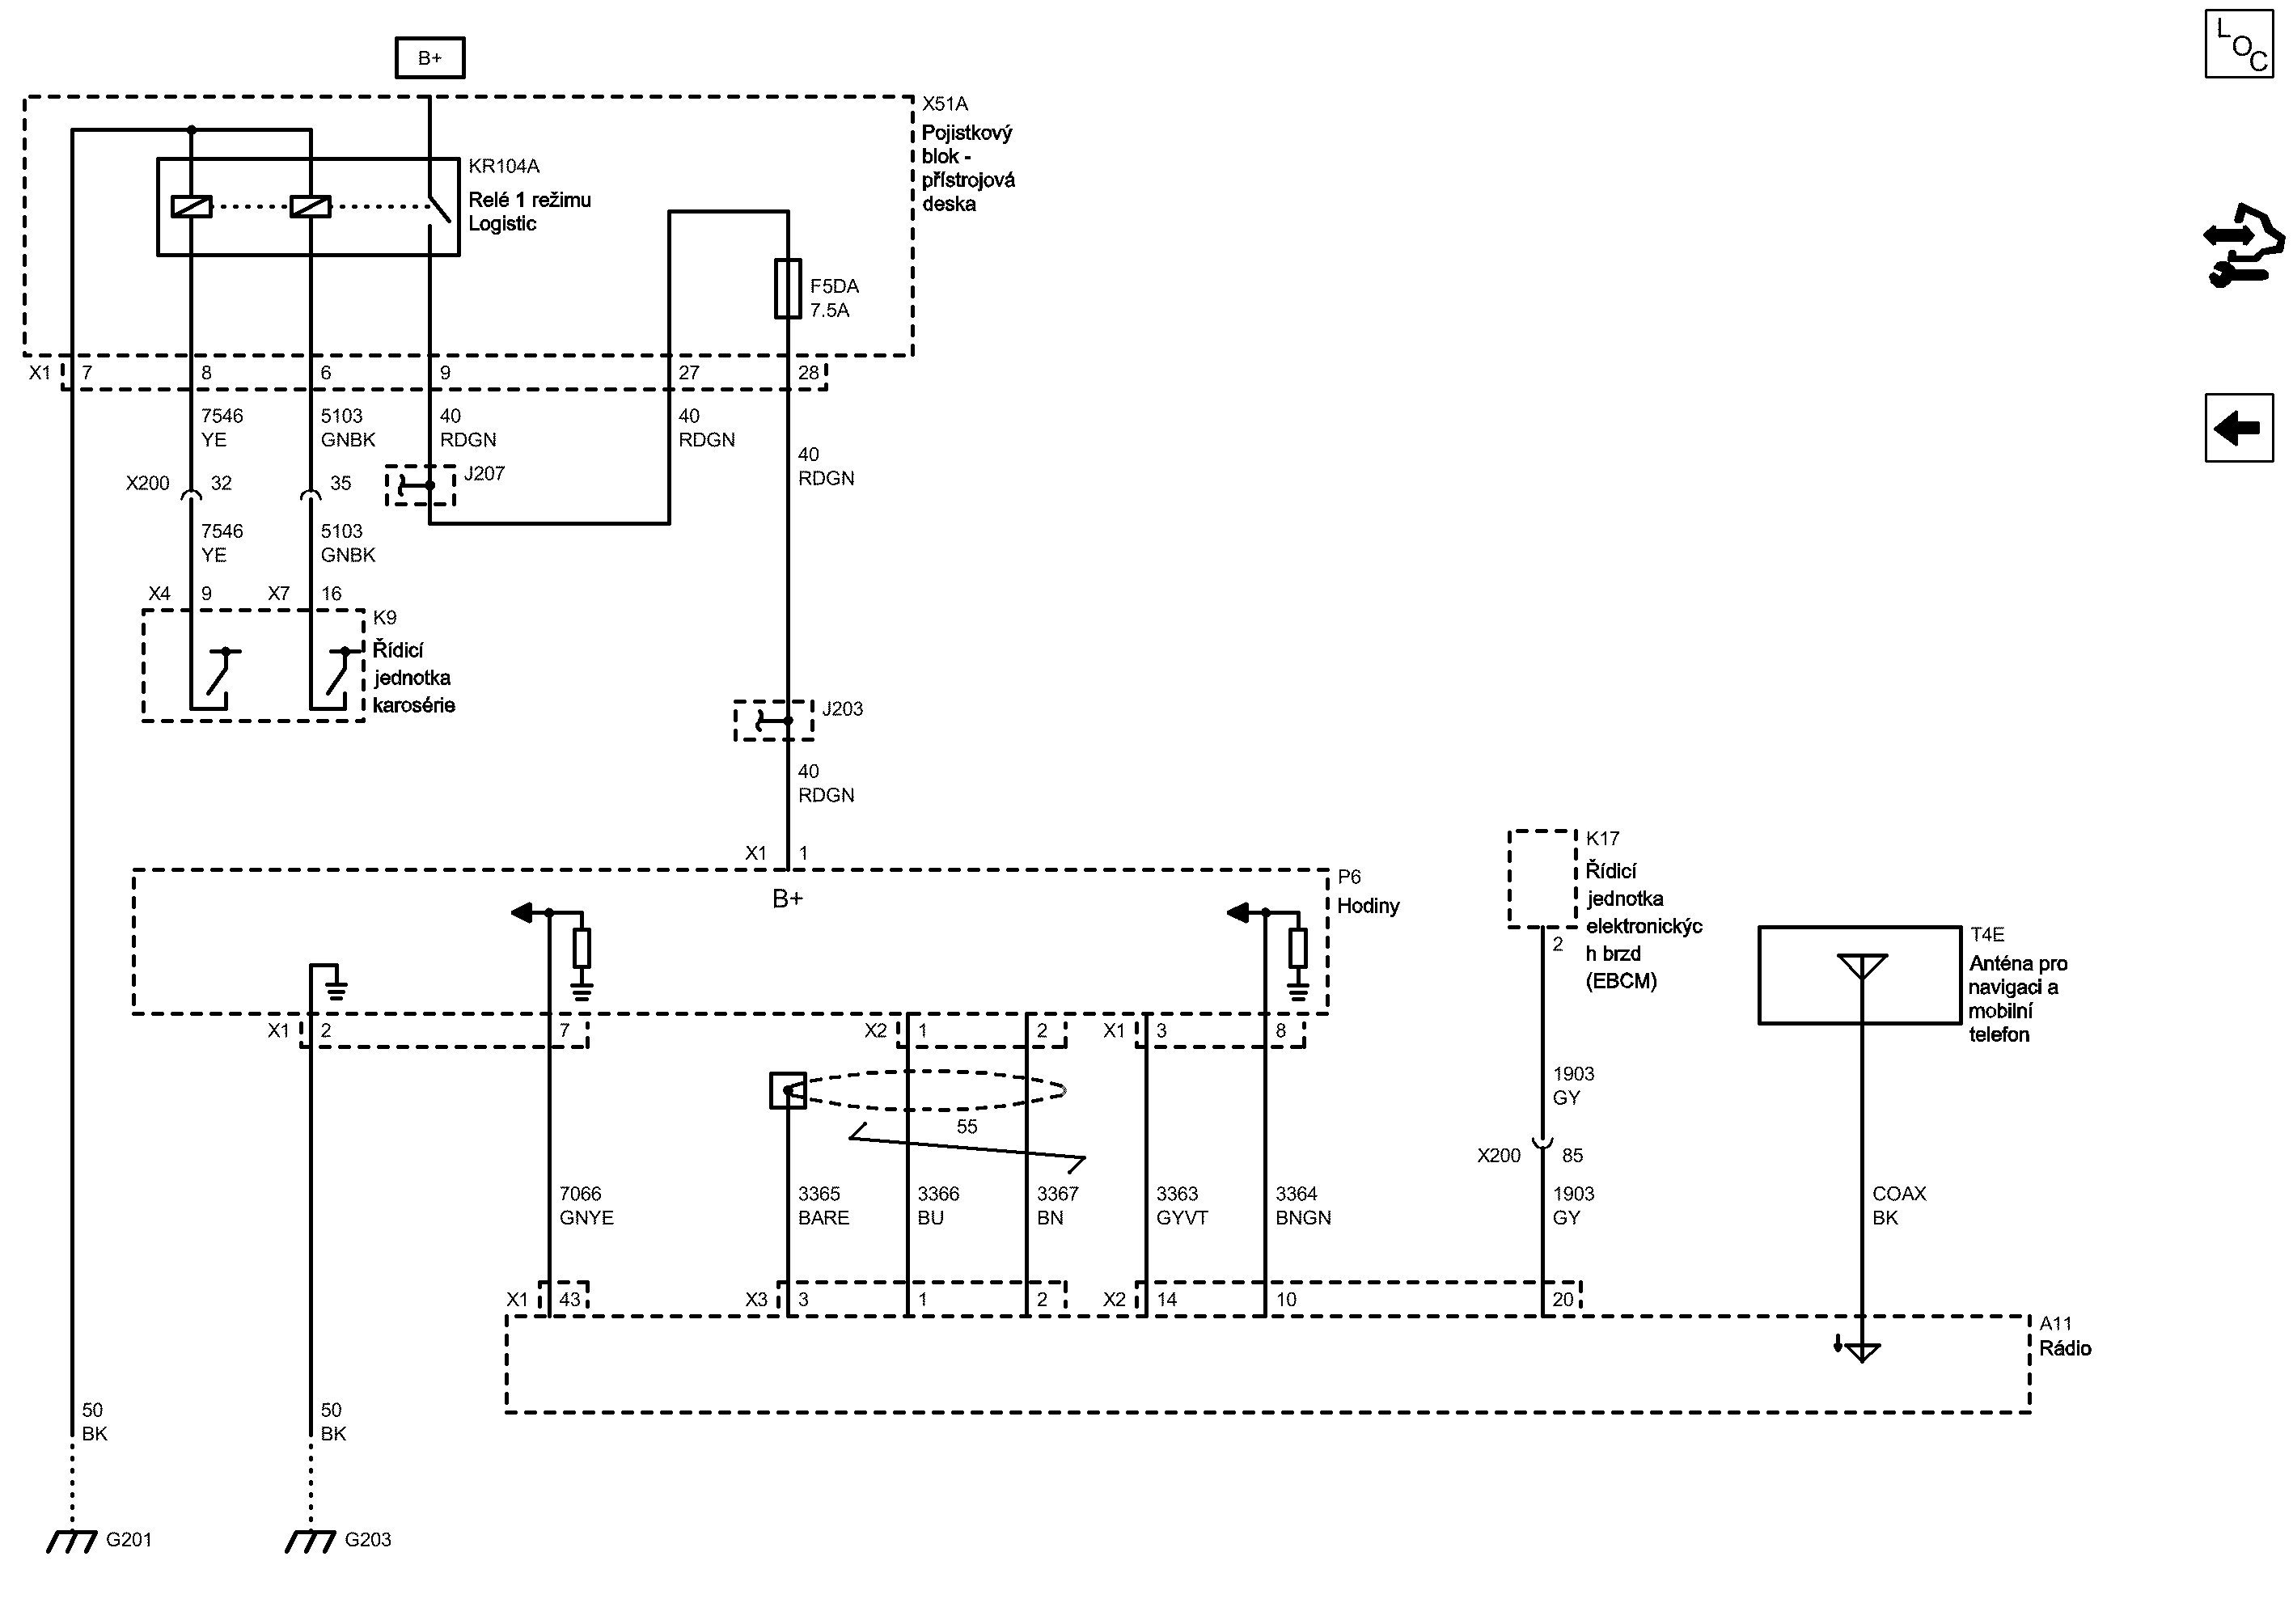 B+
LOC
X51A
Pojistkový
blok -
přístrojová
deska
KR104A
Relé 1 režimu
Logistic
F5DA
7.5A
X1 7 8 6 9 27 28
7546 5103 40 40
YE GNBK RDGN RDGN
40
RDGN
X200 32 35 J207
7546 5103
YE GNBK
X4 9 X7 16
K9
Řídicí
jednotka
karosérie
J203
40
RDGN
X1 1
K17
Řídicí
jednotka
elektronickýc
h brzd
(EBCM)
2
P6
Hodiny
B+
T4E
Anténa pro
navigaci a
mobilní
telefon
X1 2 7 X2 1 2 X1 3 8
1903
GY
55
X200 85
7066 3365 3366 3367 3363 3364 1903 COAX
GNYE BARE BU BN GYVT BNGN GY BK
X1 43 X3 3 1 2 X2 14 10 20
A11
Rádio
50 50
BK BK
G201 G203